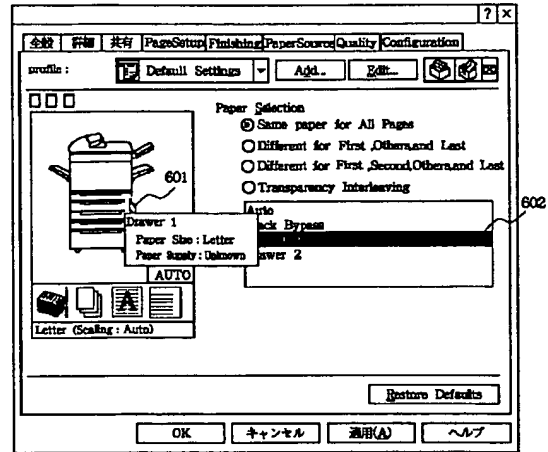 ? ×
全般 詳細 共有 PageSetup Finishing PaperSource Quality Configuration
profile : Default Settings Add... Edit...
Paper Selection
Same paper for All Pages
Different for First ,Others,and Last
Different for First ,Second,Others,and Last
Transparency Interleaving
601
602
Auto
Bypass
Drawer 1
Paper Size : Letter
Paper Supply : Unknown
2
AUTO
A
Letter (Scaling : Auto)
Restore Defaults
OK キャンセル 適用(A) ヘルプ